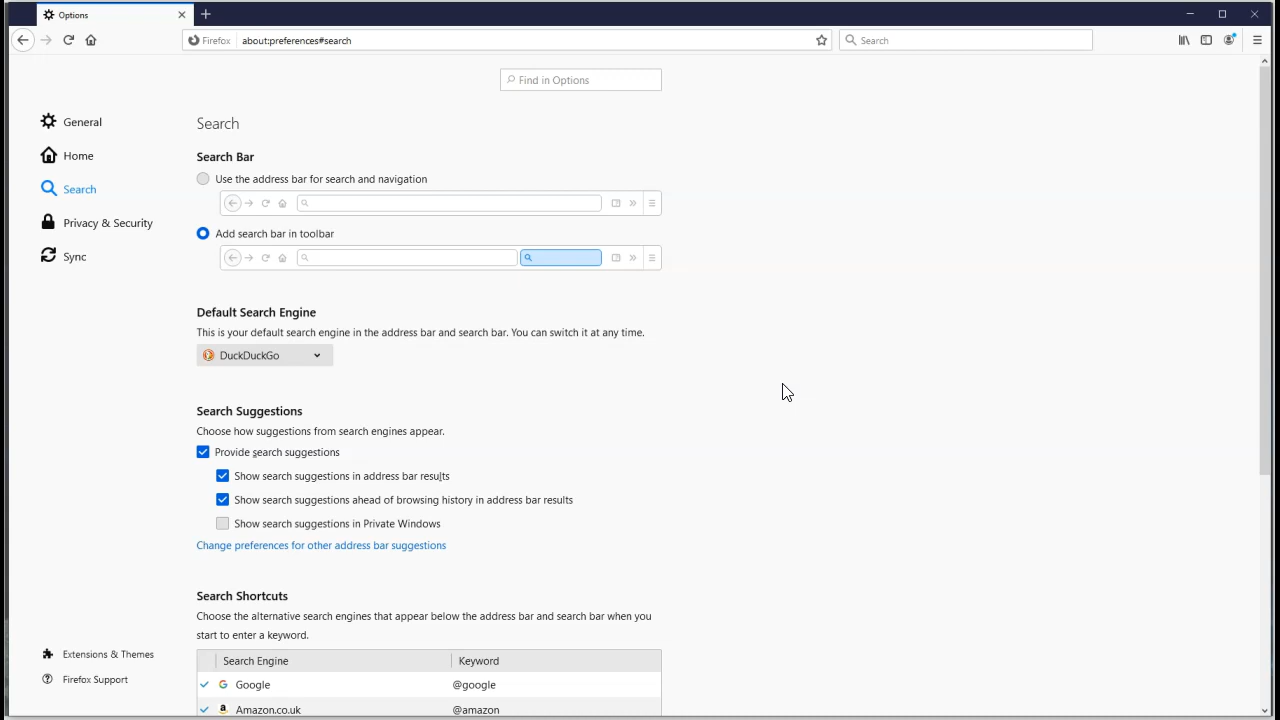 Options
Firefox about:preferences#search
Search
Find in Options
General
Home
Search
Privacy & Security
Sync
Search
Search Bar
Use the address bar for search and navigation
Add search bar in toolbar
Default Search Engine
This is your default search engine in the address bar and search bar. You can switch it at any time.
DuckDuckGo
Search Suggestions
Choose how suggestions from search engines appear.
Provide search suggestions
Show search suggestions in address bar results
Show search suggestions ahead of browsing history in address bar results
Show search suggestions in Private Windows
Change preferences for other address bar suggestions
Search Shortcuts
Choose the alternative search engines that appear below the address bar and search bar when you
start to enter a keyword.
Search Engine Keyword
Google @google
Amazon.co.uk @amazon
Extensions & Themes
Firefox Support